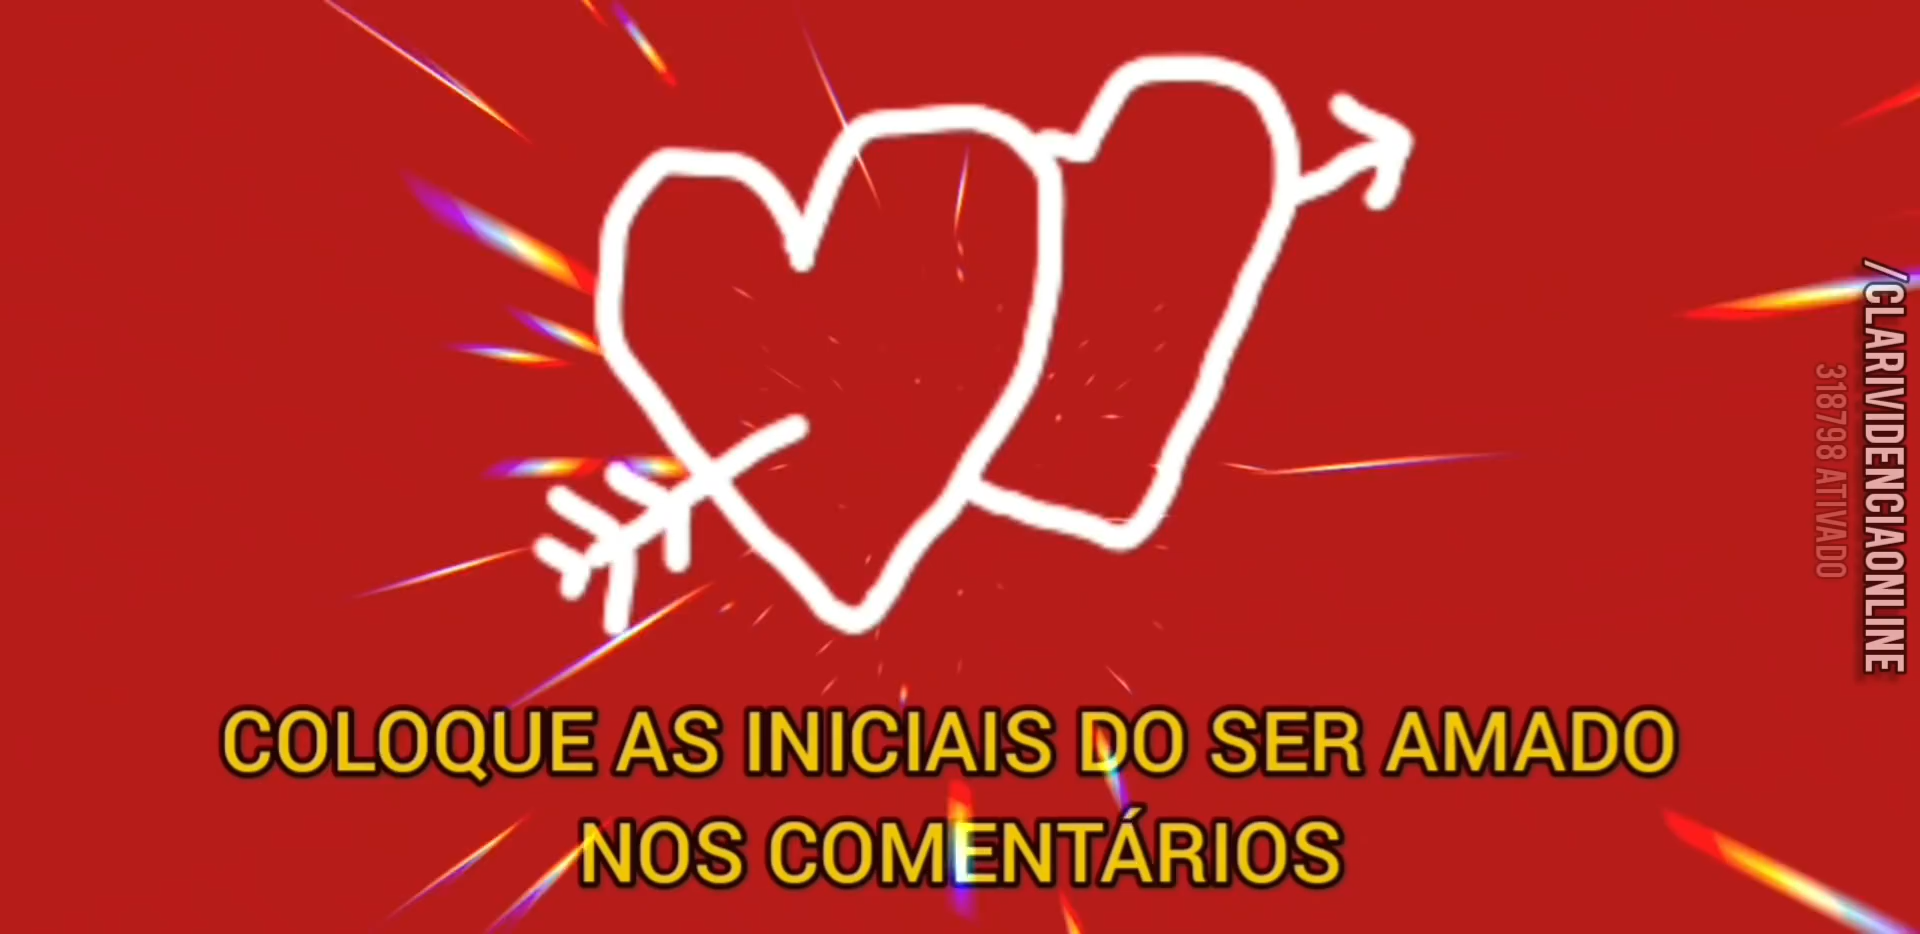 COLOQUE AS INICIAIS DO SER AMADO
NOS COMENTÁRIOS
/CLARIVIDENCIAONLINE
318798 ATIVADO